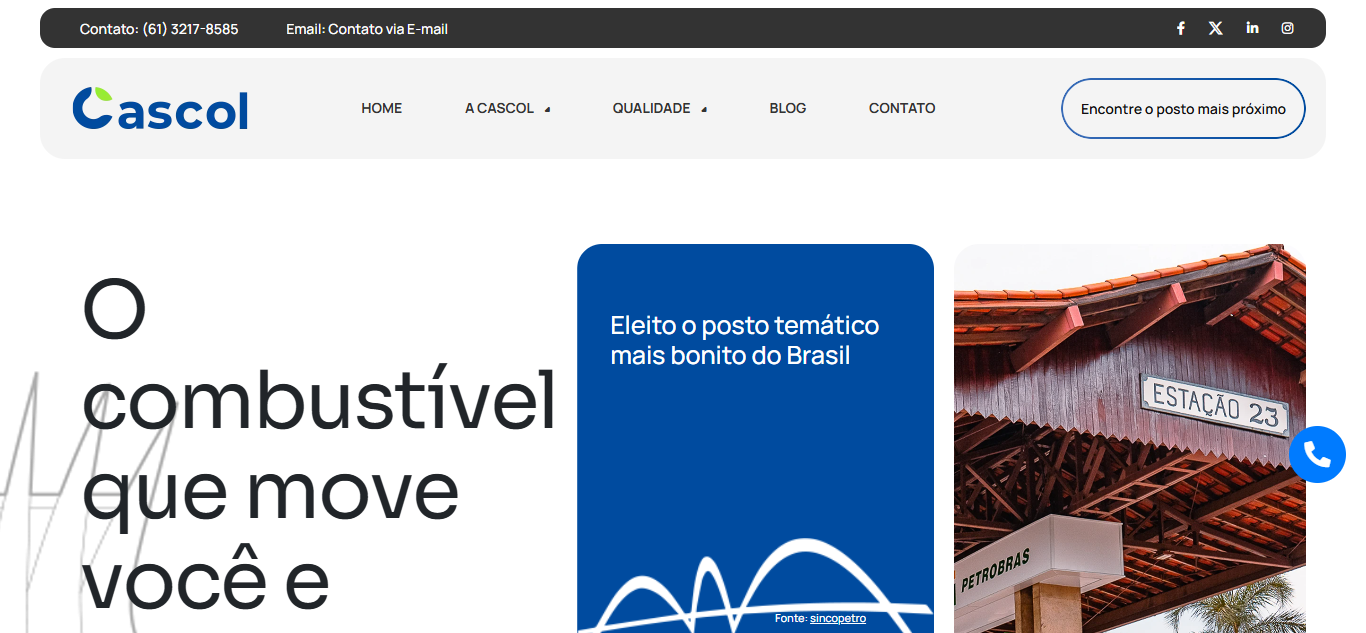 Contato: (61) 3217-8585 Email: Contato via E-mail
Cascol HOME A CASCOL QUALIDADE BLOG CONTATO Encontre o posto mais próximo
O
combustível
que move
você e
Eleito o posto temático
mais bonito do Brasil
Fonte: sincopetro
ESTAÇÃO 23
PETROBRAS